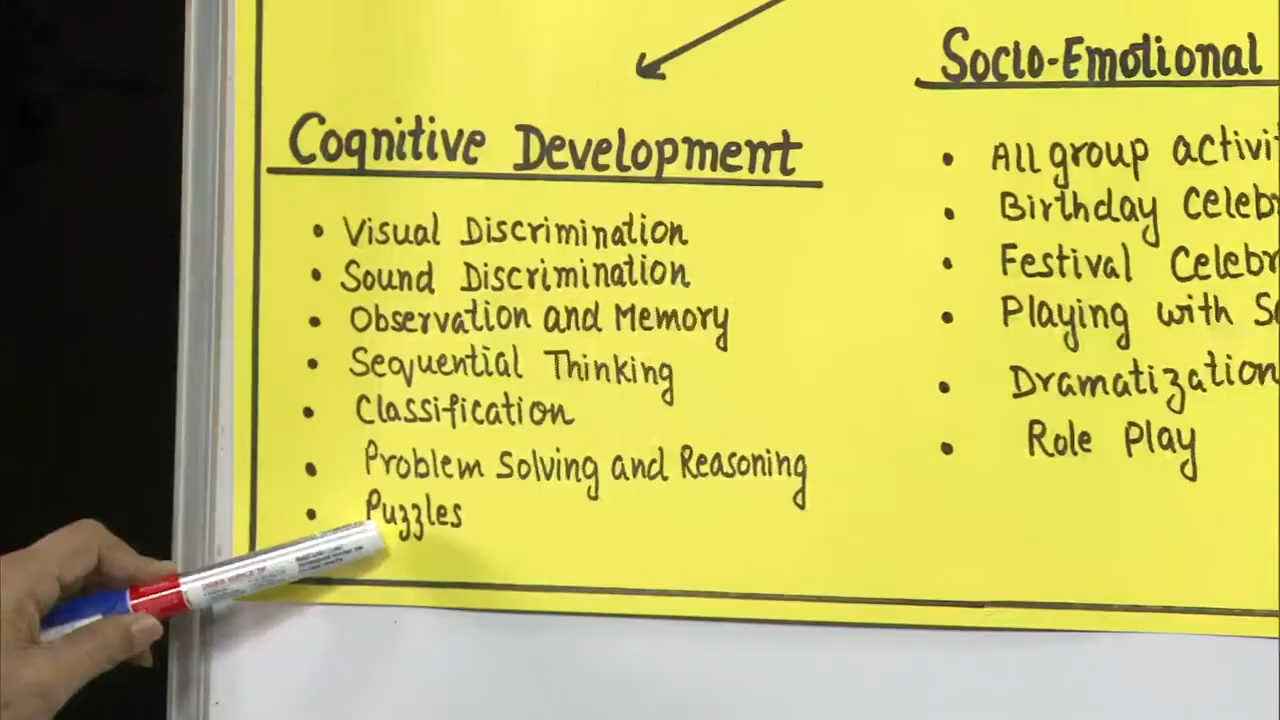 Cognitive Development
• Visual Discrimination
• Sound Discrimination
• Observation and Memory
• Sequential Thinking
• Classification
• Problem Solving and Reasoning
• Puzzles
Socio-Emotional
• All group
• Birthday
• Festival
• Playing with
• Dramatization
• Role Play